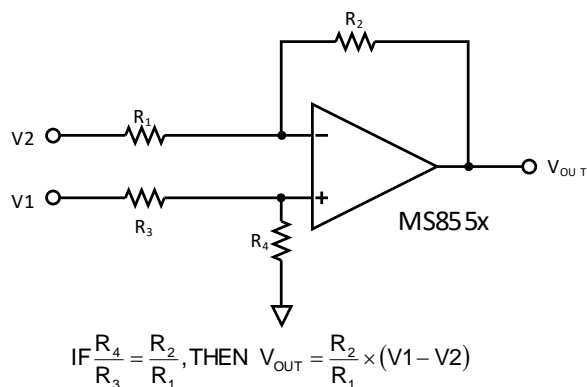 R2
R1
V2
V1
R3
R4
VOUT
MS855x
IF R4/R3 = R2/R1, THEN VOUT = R2/R1 × (V1 − V2)